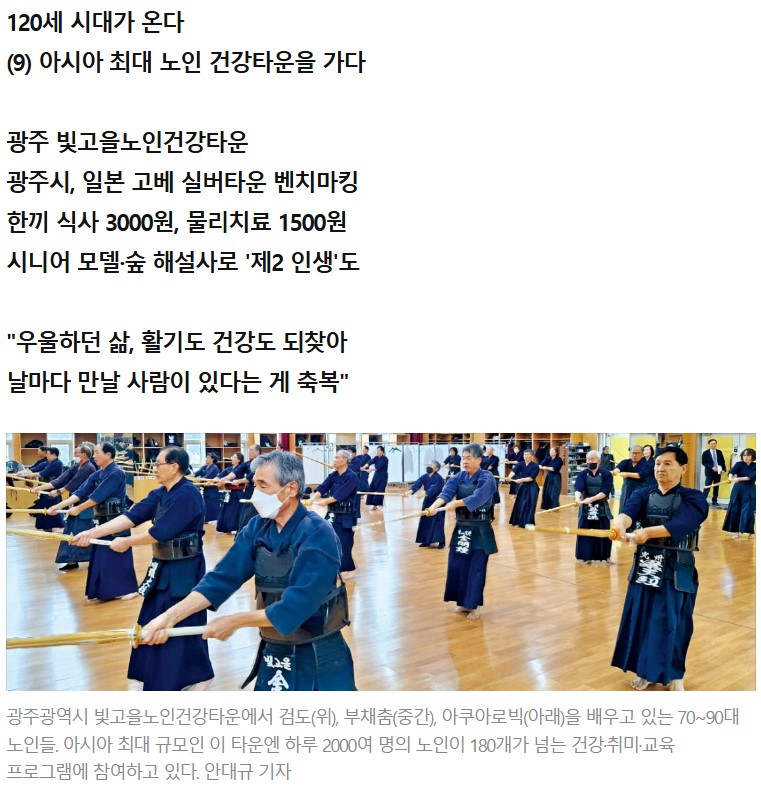 120세 시대가 온다
(9) 아시아 최대 노인 건강타운을 가다
광주 빛고을노인건강타운
광주시, 일본 고베 실버타운 벤치마킹
한끼 식사 3000원, 물리치료 1500원
시니어 모델·숲 해설사로 '제2 인생'도
"우울하던 삶, 활기도 건강도 되찾아
날마다 만날 사람이 있다는 게 축복"
빛고을
광주광역시 빛고을노인건강타운에서 검도(위), 부채춤(중간), 아쿠아로빅(아래)을 배우고 있는 70~90대
노인들. 아시아 최대 규모인 이 타운엔 하루 2000여 명의 노인이 180개가 넘는 건강·취미·교육
프로그램에 참여하고 있다. 안대규 기자